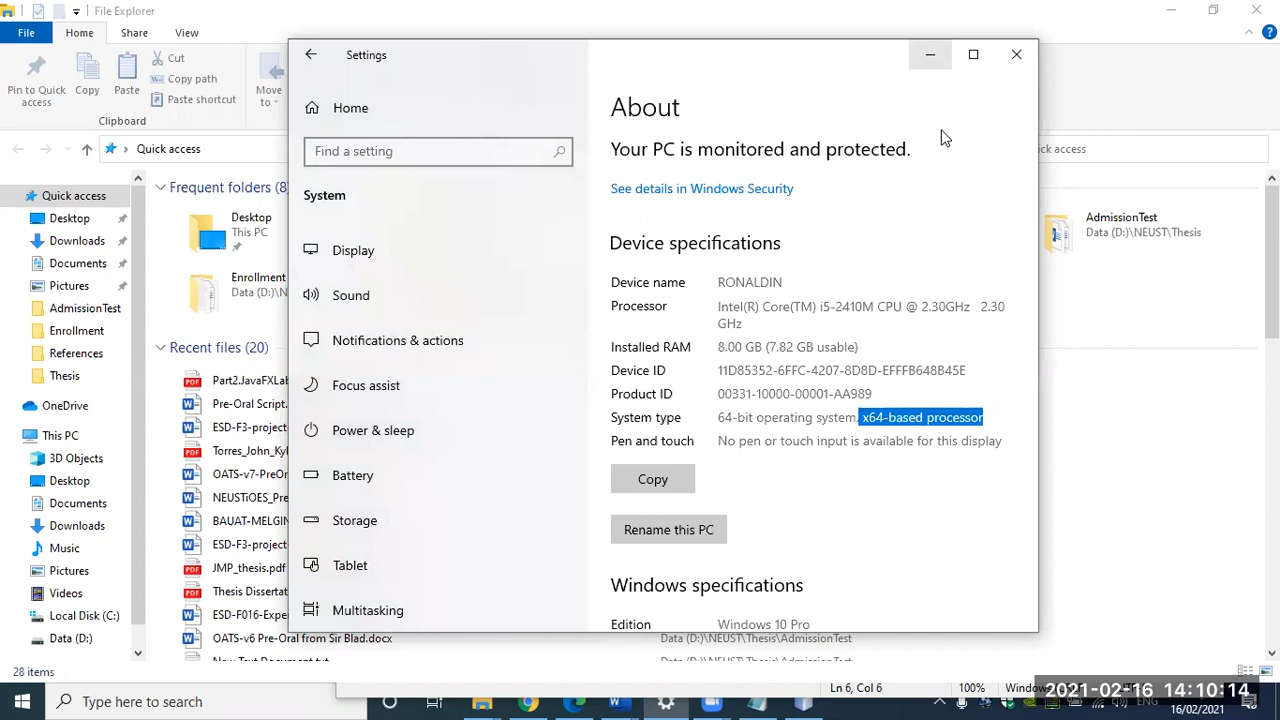 File Explorer
File
Home
Share
View
Pin to Quick
access
Copy
Paste
Cut
Copy path
Paste shortcut
Move
to
Clipboard
Quick access
ck access
Quick access
Desktop
Downloads
Documents
Pictures
AdmissionTest
Enrollment
References
Thesis
OneDrive
This PC
3D Objects
Desktop
Documents
Downloads
Music
Pictures
Videos
Local Disk (C:)
Data (D:)
Frequent folders (8
Desktop
This PC
Enrollment
Data (D:)\N
AdmissionTest
Data (D:)\NEUST\Thesis
Recent files (20)
Part2.JavaFXLab
Pre-Oral Script.
ESD-F3-project
Torres_John_Kyl
OATS-v7-PreOr
NEUSTiOES_Pre
BAUAT-MELGIN
ESD-F3-project
JMP_thesis.pdf
Thesis Dissertat
ESD-F016-Expe
OATS-v6 Pre-Oral from Sir Blad.docx
Data (D:)\NEUST\Thesis\AdmissionTest
Settings
Home
Find a setting
System
Display
Sound
Notifications & actions
Focus assist
Power & sleep
Battery
Storage
Tablet
Multitasking
About
Your PC is monitored and protected.
See details in Windows Security
Device specifications
Device name RONALDIN
Processor Intel(R) Core(TM) i5-2410M CPU @ 2.30GHz 2.30
GHz
Installed RAM 8.00 GB (7.82 GB usable)
Device ID 11D85352-6FFC-4207-8D8D-EFFFB648B45E
Product ID 00331-10000-00001-AA989
System type 64-bit operating system, x64-based processor
Pen and touch No pen or touch input is available for this display
Copy
Rename this PC
Windows specifications
Edition Windows 10 Pro
28 items
Ln 6, Col 6
100%
Type here to search
ENG
2021-02-16 14:10:14
16/02/2021